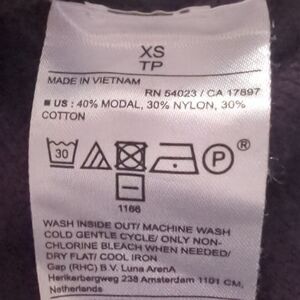 XS
TP
MADE IN VIETNAM
RN 54023 / CA 17897
■ US : 40% MODAL, 30% NYLON, 30%
COTTON
30
P
®
1166
WASH INSIDE OUT/ MACHINE WASH
COLD GENTLE CYCLE/ ONLY NON-
CHLORINE BLEACH WHEN NEEDED/
DRY FLAT/ COOL IRON
Gap (RHC) B.V. Luna ArenA
Herikerbergweg 238 Amsterdam 1101 CM,
Netherlands